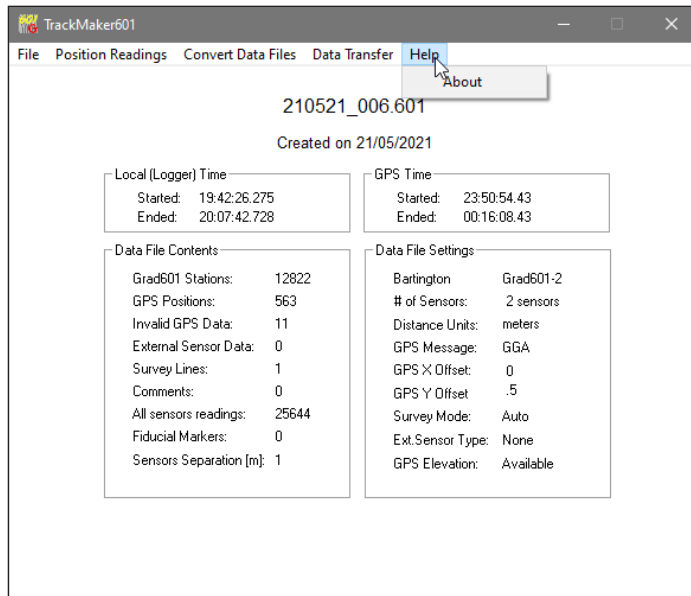 TrackMaker601
File Position Readings Convert Data Files Data Transfer Help
About
210521_006.601
Created on 21/05/2021
Local (Logger) Time
Started: 19:42:26.275
Ended: 20:07:42.728
GPS Time
Started: 23:50:54.43
Ended: 00:16:08.43
Data File Contents
Grad601 Stations: 12822
GPS Positions: 563
Invalid GPS Data: 11
External Sensor Data: 0
Survey Lines: 1
Comments: 0
All sensors readings: 25644
Fiducial Markers: 0
Sensors Separation [m]: 1
Data File Settings
Bartington Grad601-2
# of Sensors: 2 sensors
Distance Units: meters
GPS Message: GGA
GPS X Offset: 0
GPS Y Offset .5
Survey Mode: Auto
Ext.Sensor Type: None
GPS Elevation: Available